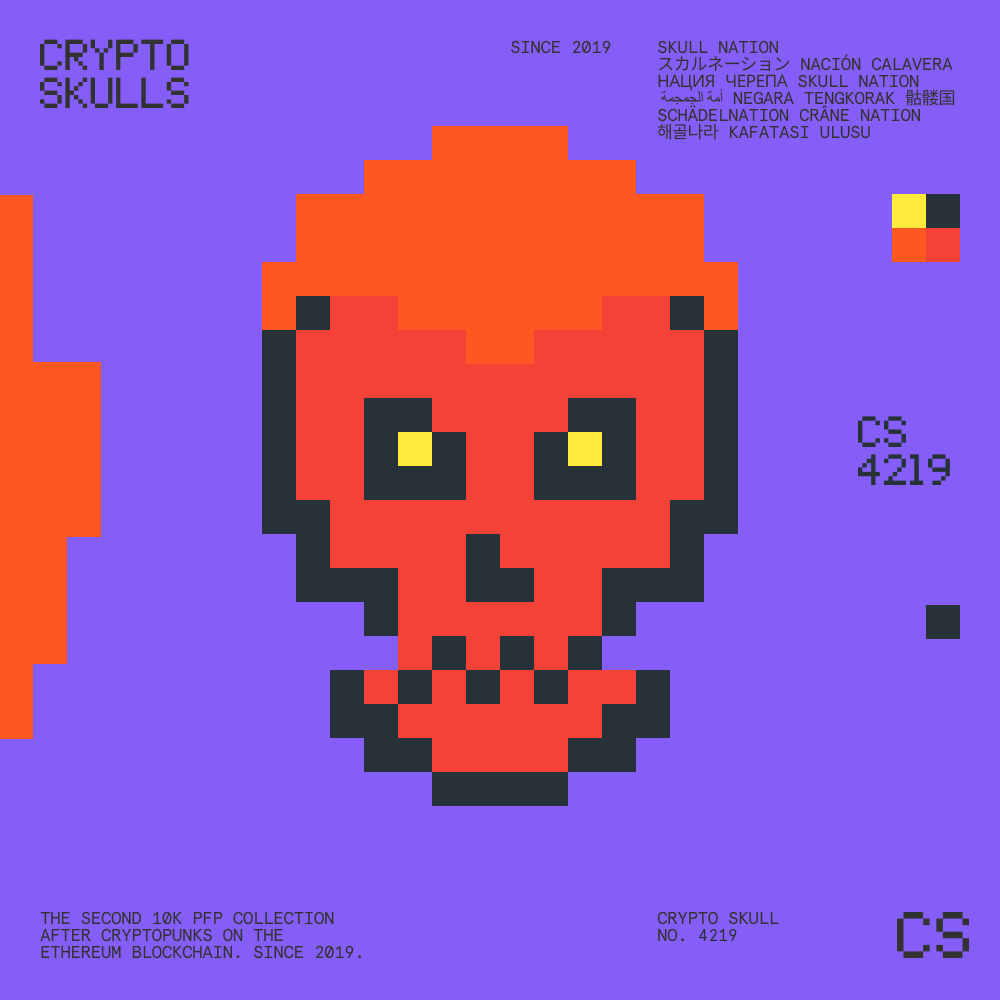 CRYPTO
SKULLS
SINCE 2019
SKULL NATION
スカルネーション NACIÓN CALAVERA
НАЦИЯ ЧЕРЕПА SKULL NATION
أمة الجمجمة NEGARA TENGKORAK 骷髅国
SCHÄDELNATION CRÂNE NATION
해골나라 KAFATASI ULUSU
CS
4219
THE SECOND 10K PFP COLLECTION
AFTER CRYPTOPUNKS ON THE
ETHEREUM BLOCKCHAIN. SINCE 2019.
CRYPTO SKULL
NO. 4219
CS